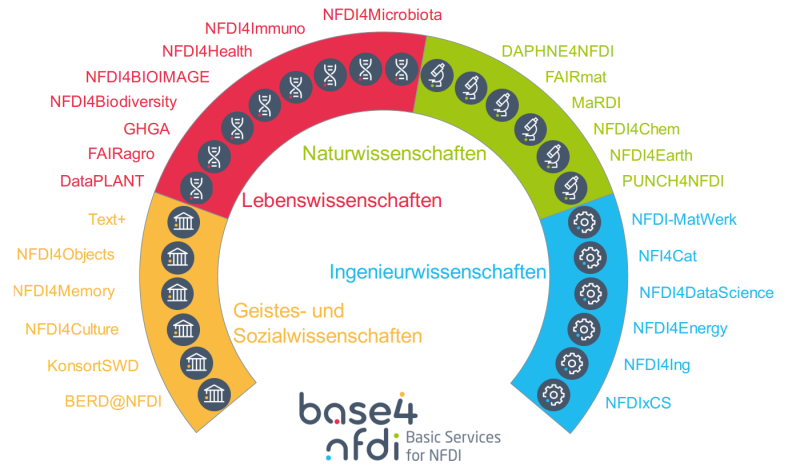 NFDI4Microbiota
NFDI4Immuno
NFDI4Health
NFDI4BIOIMAGE
NFDI4Biodiversity
GHGA
FAIRagro
DataPLANT
DAPHNE4NFDI
FAIRmat
MaRDI
NFDI4Chem
NFDI4Earth
PUNCH4NFDI
Naturwissenschaften
Lebenswissenschaften
Text+
NFDI4Objects
NFDI4Memory
NFDI4Culture
KonsortSWD
BERD@NFDI
Ingenieurwissenschaften
Geistes- und
Sozialwissenschaften
NFDI-MatWerk
NFI4Cat
NFDI4DataScience
NFDI4Energy
NFDI4Ing
NFDIxCS
base4
nfdi
Basic Services
for NFDI